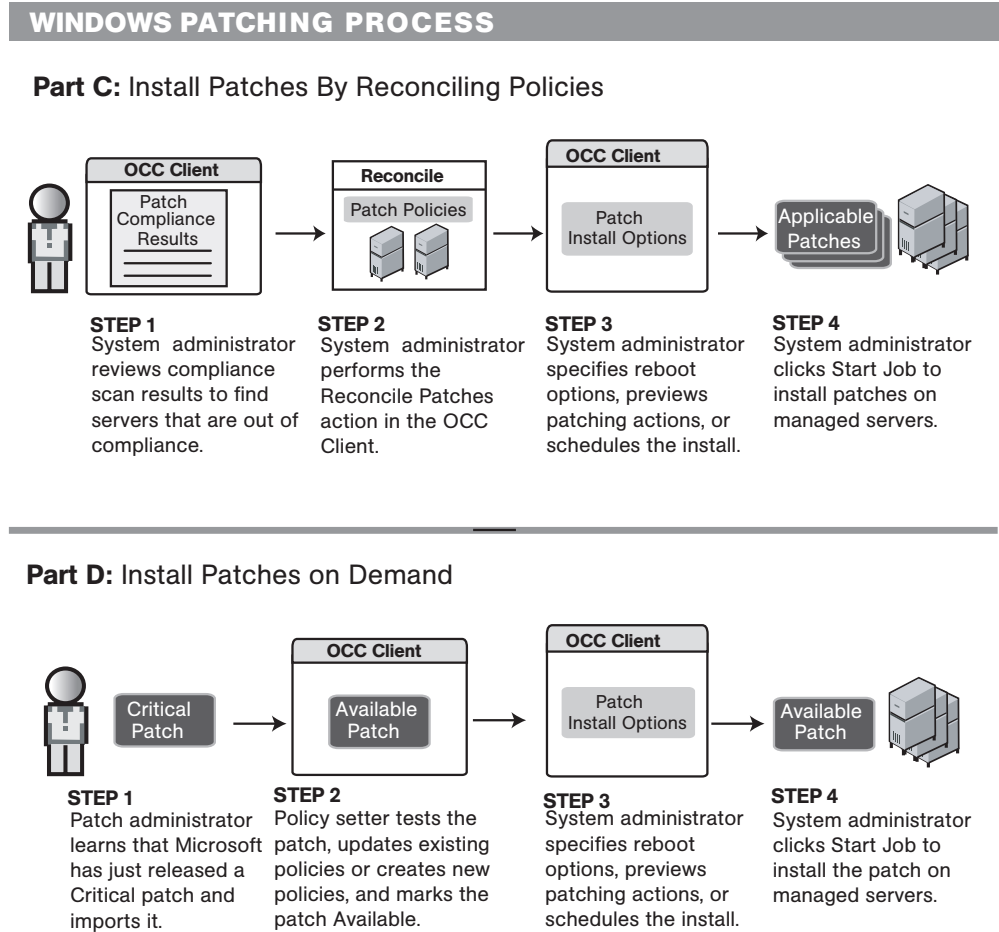 WINDOWS PATCHING PROCESS
Part C: Install Patches By Reconciling Policies
OCC Client
Patch
Compliance
Results
Reconcile
Patch Policies
OCC Client
Patch
Install Options
Applicable
Patches
STEP 1
System administrator
reviews compliance
scan results to find
servers that are out of
compliance.
STEP 2
System administrator
performs the
Reconcile Patches
action in the OCC
Client.
STEP 3
System administrator
specifies reboot
options, previews
patching actions, or
schedules the install.
STEP 4
System administrator
clicks Start Job to
install patches on
managed servers.
Part D: Install Patches on Demand
Critical
Patch
OCC Client
Available
Patch
OCC Client
Patch
Install Options
Available
Patch
STEP 1
Patch administrator
learns that Microsoft
has just released a
Critical patch and
imports it.
STEP 2
Policy setter tests the
patch, updates existing
policies or creates new
policies, and marks the
patch Available.
STEP 3
System administrator
specifies reboot
options, previews
patching actions, or
schedules the install.
STEP 4
System administrator
clicks Start Job to
install the patch on
managed servers.